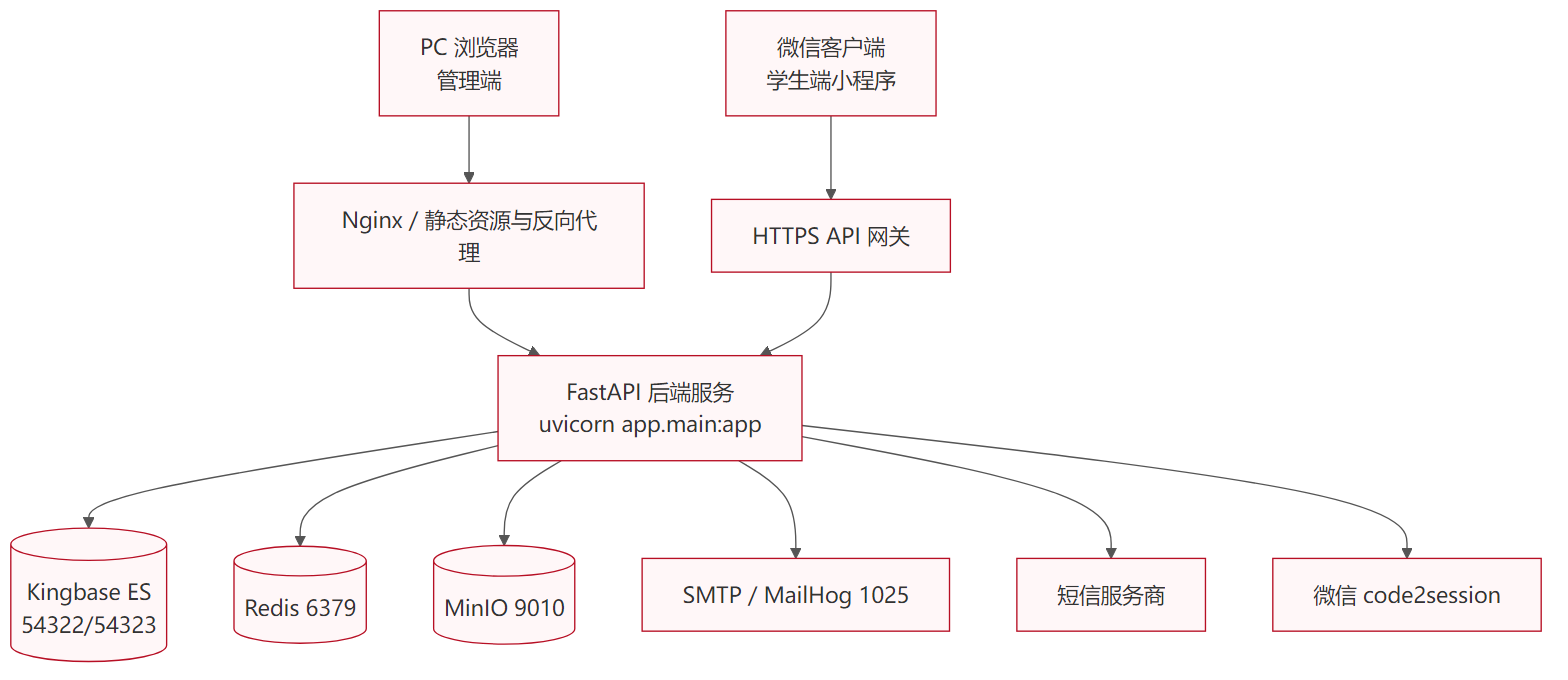 PC 浏览器
管理端
微信客户端
学生端小程序
Nginx / 静态资源与反向代
理
HTTPS API 网关
FastAPI 后端服务
uvicorn app.main:app
Kingbase ES
54322/54323
Redis 6379
MinIO 9010
SMTP / MailHog 1025
短信服务商
微信 code2session